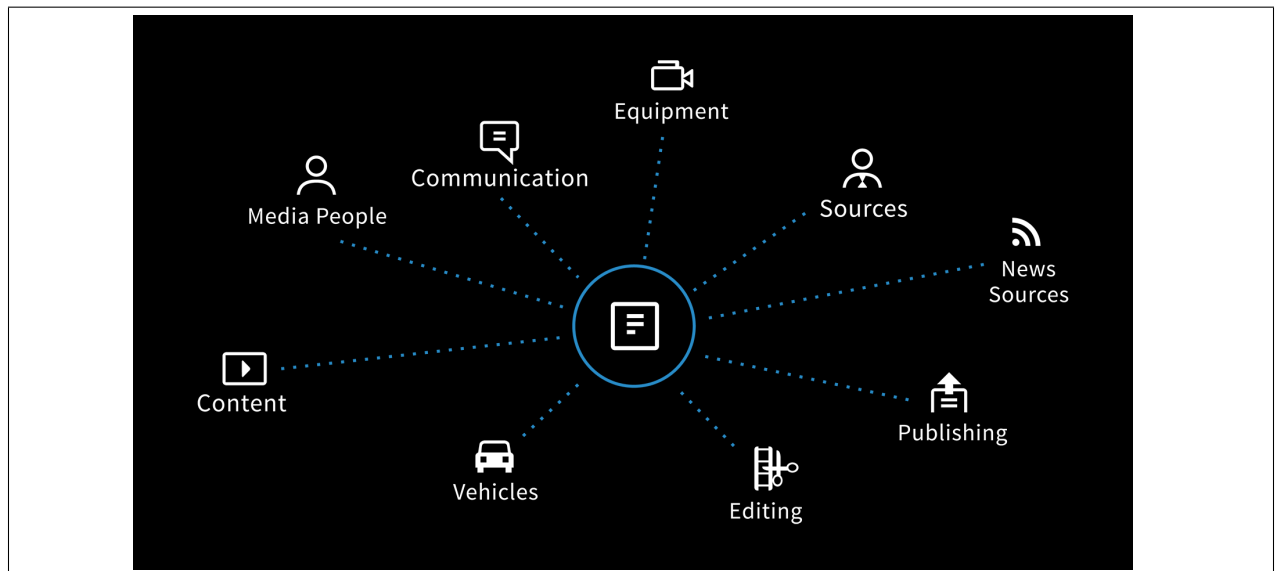 Equipment
Communication
Media People
Sources
News
Sources
Content
Publishing
Vehicles
Editing